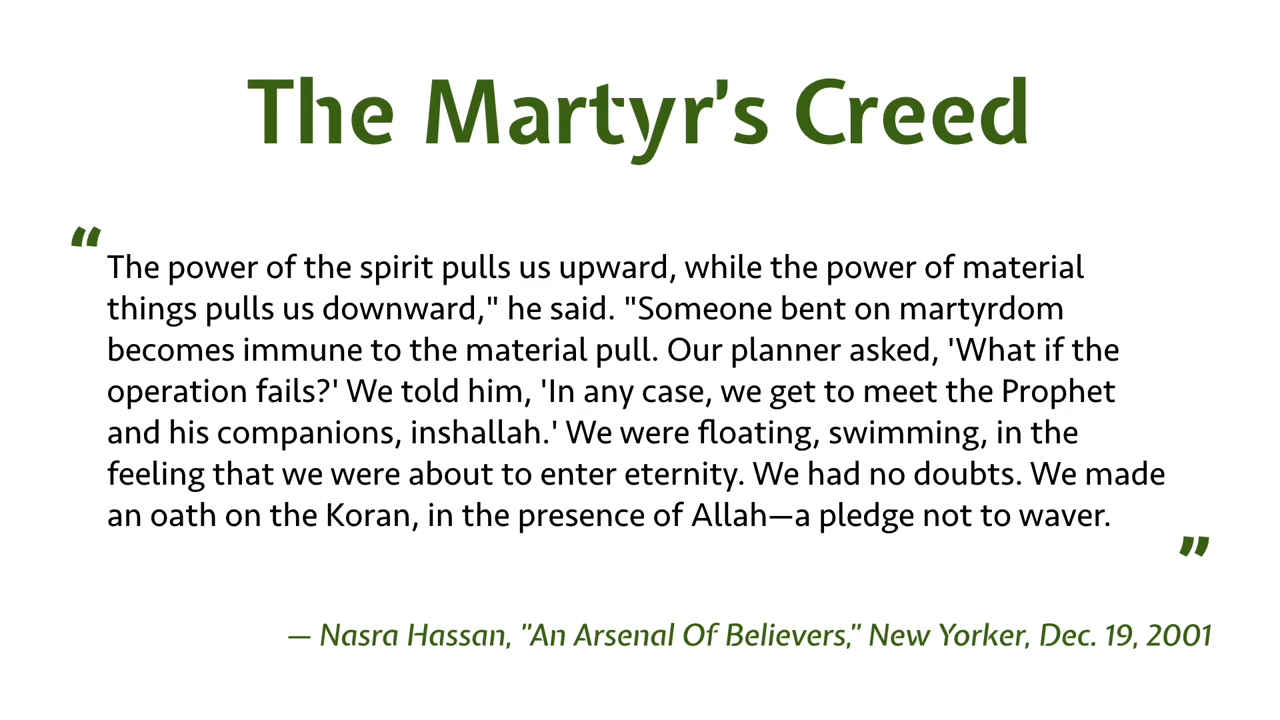 The Martyr's Creed
“
The power of the spirit pulls us upward, while the power of material
things pulls us downward," he said. "Someone bent on martyrdom
becomes immune to the material pull. Our planner asked, 'What if the
operation fails?' We told him, 'In any case, we get to meet the Prophet
and his companions, inshallah.' We were floating, swimming, in the
feeling that we were about to enter eternity. We had no doubts. We made
an oath on the Koran, in the presence of Allah—a pledge not to waver.
”
— Nasra Hassan, "An Arsenal Of Believers," New Yorker, Dec. 19, 2001